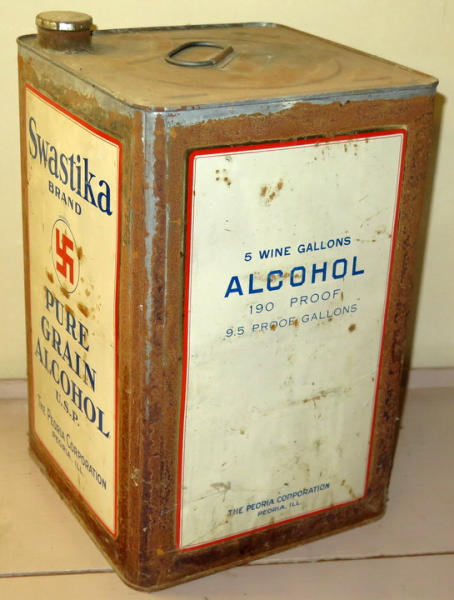 Swastika
BRAND
PURE
GRAIN
ALCOHOL
U.S.P.
THE PEORIA CORPORATION
PEORIA, ILL.
5 WINE GALLONS
ALCOHOL
190 PROOF
9.5 PROOF GALLONS
THE PEORIA CORPORATION
PEORIA, ILL.